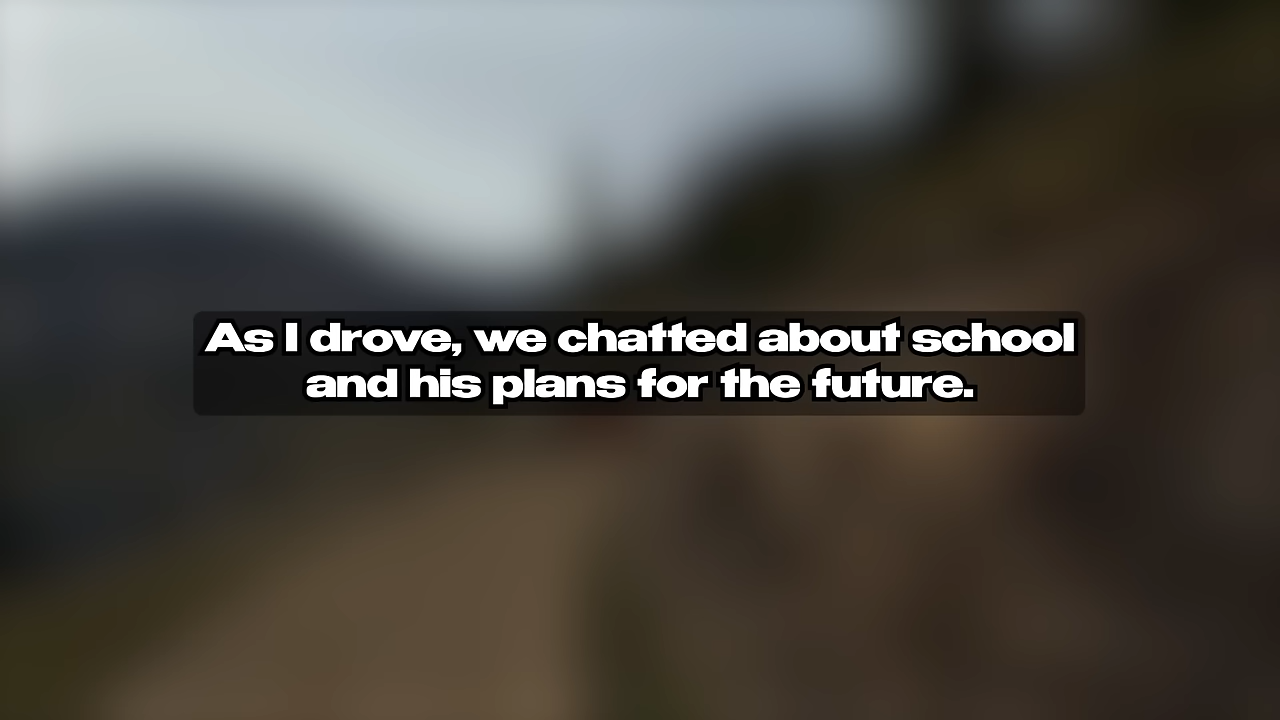 As I drove, we chatted about school
and his plans for the future.